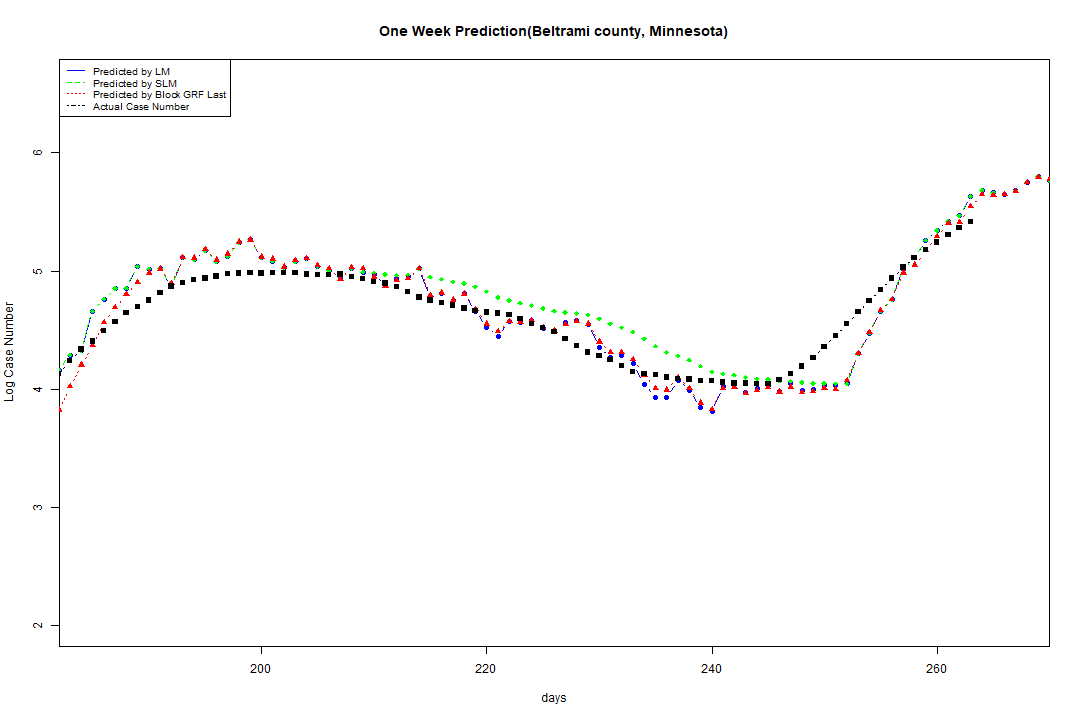 One Week Prediction(Beltrami county, Minnesota)
Predicted by LM
Predicted by SLM
Predicted by Block GRF Last
Actual Case Number
6
5
4
3
2
Log Case Number
200 220 240 260
days